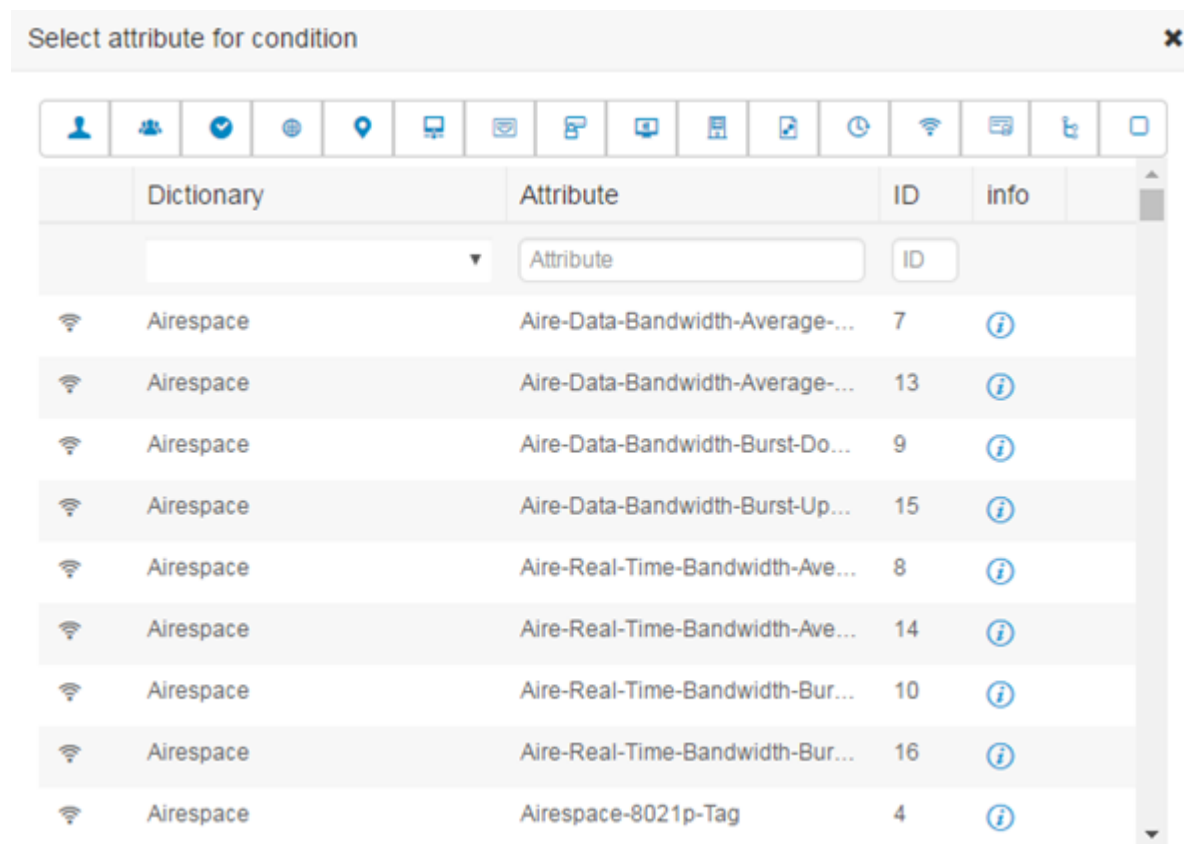 Select attribute for condition
Dictionary Attribute ID info
Attribute ID
Airespace Aire-Data-Bandwidth-Average-... 7
Airespace Aire-Data-Bandwidth-Average-... 13
Airespace Aire-Data-Bandwidth-Burst-Do... 9
Airespace Aire-Data-Bandwidth-Burst-Up... 15
Airespace Aire-Real-Time-Bandwidth-Ave... 8
Airespace Aire-Real-Time-Bandwidth-Ave... 14
Airespace Aire-Real-Time-Bandwidth-Bur... 10
Airespace Aire-Real-Time-Bandwidth-Bur... 16
Airespace Airespace-8021p-Tag 4